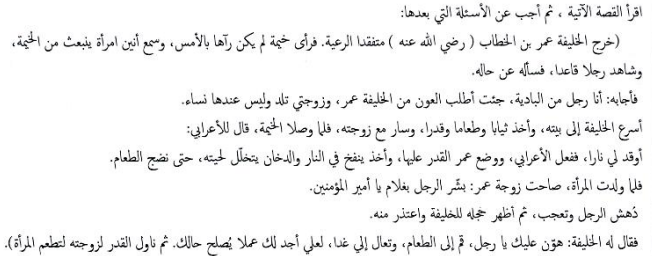 اقرأ القصة الآتية ، ثم أجب عن الأسئلة التي بعدها:
(خرج الخليفة عمر بن الخطاب ( رضي الله عنه ) متفقدا الرعية. فرأى خيمة لم يكن رآها بالأمس، وسمع أنين امرأة ينبعث من الخيمة،
وشاهد رجلا قاعدا، فسأله عن حاله.
فأجابه: أنا رجل من البادية، جئت أطلب العون من الخليفة عمر، وزوجتي تلد وليس عندها نساء.
أسرع الخليفة إلى بيته، وأخذ ثيابا وطعاما وقدرا، وسار مع زوجته، فلما وصلا الخيمة، قال للأعرابي:
أوقد لي نارا، ففعل الأعرابي، ووضع عمر القدر عليها، وأخذ ينفخ في النار والدخان يتخلّل لحيته، حتى نضج الطعام.
فلما ولدت المرأة، صاحت زوجة عمر: بشّر الرجل بغلام يا أمير المؤمنين.
دُهش الرجل وتعجب، ثم أظهر خجله للخليفة واعتذر منه.
فقال له الخليفة: هوّن عليك يا رجل، قم إلى الطعام، وتعال إلي غدا، لعلي أجد لك عملا يُصلح حالك. ثم ناول القدر لزوجته لتطعم المرأة).